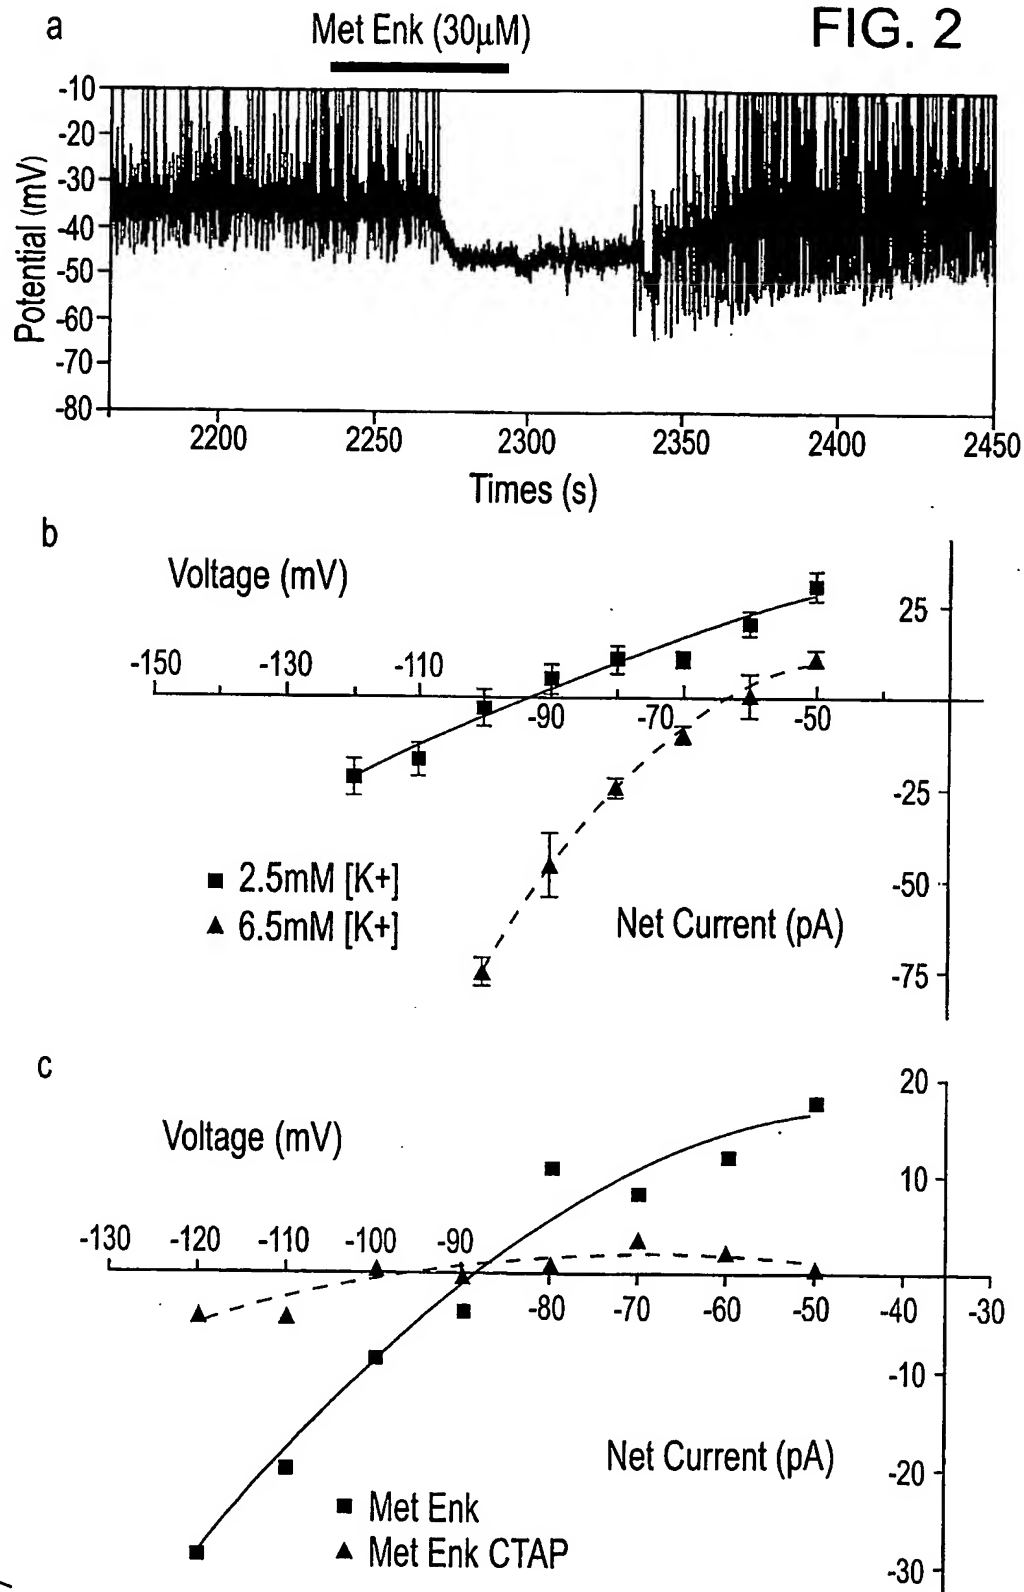 a
Met Enk (30μM)
FIG. 2
Potential (mV)
-10
-20
-30
-40
-50
-60
-70
-80
2200 2250 2300 2350 2400 2450
Times (s)
b
Voltage (mV)
25
-150 -130 -110
-90 -70 -50
-25
-50
-75
■ 2.5mM [K+]
▲ 6.5mM [K+]
Net Current (pA)
c
20
Voltage (mV)
10
-130 -120 -110 -100 -90
-80 -70 -60 -50 -40 -30
-10
-20
-30
Net Current (pA)
■ Met Enk
▲ Met Enk CTAP